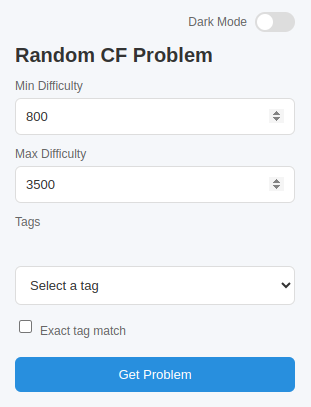 Dark Mode
Random CF Problem
Min Difficulty
800
Max Difficulty
3500
Tags
Select a tag
Exact tag match
Get Problem